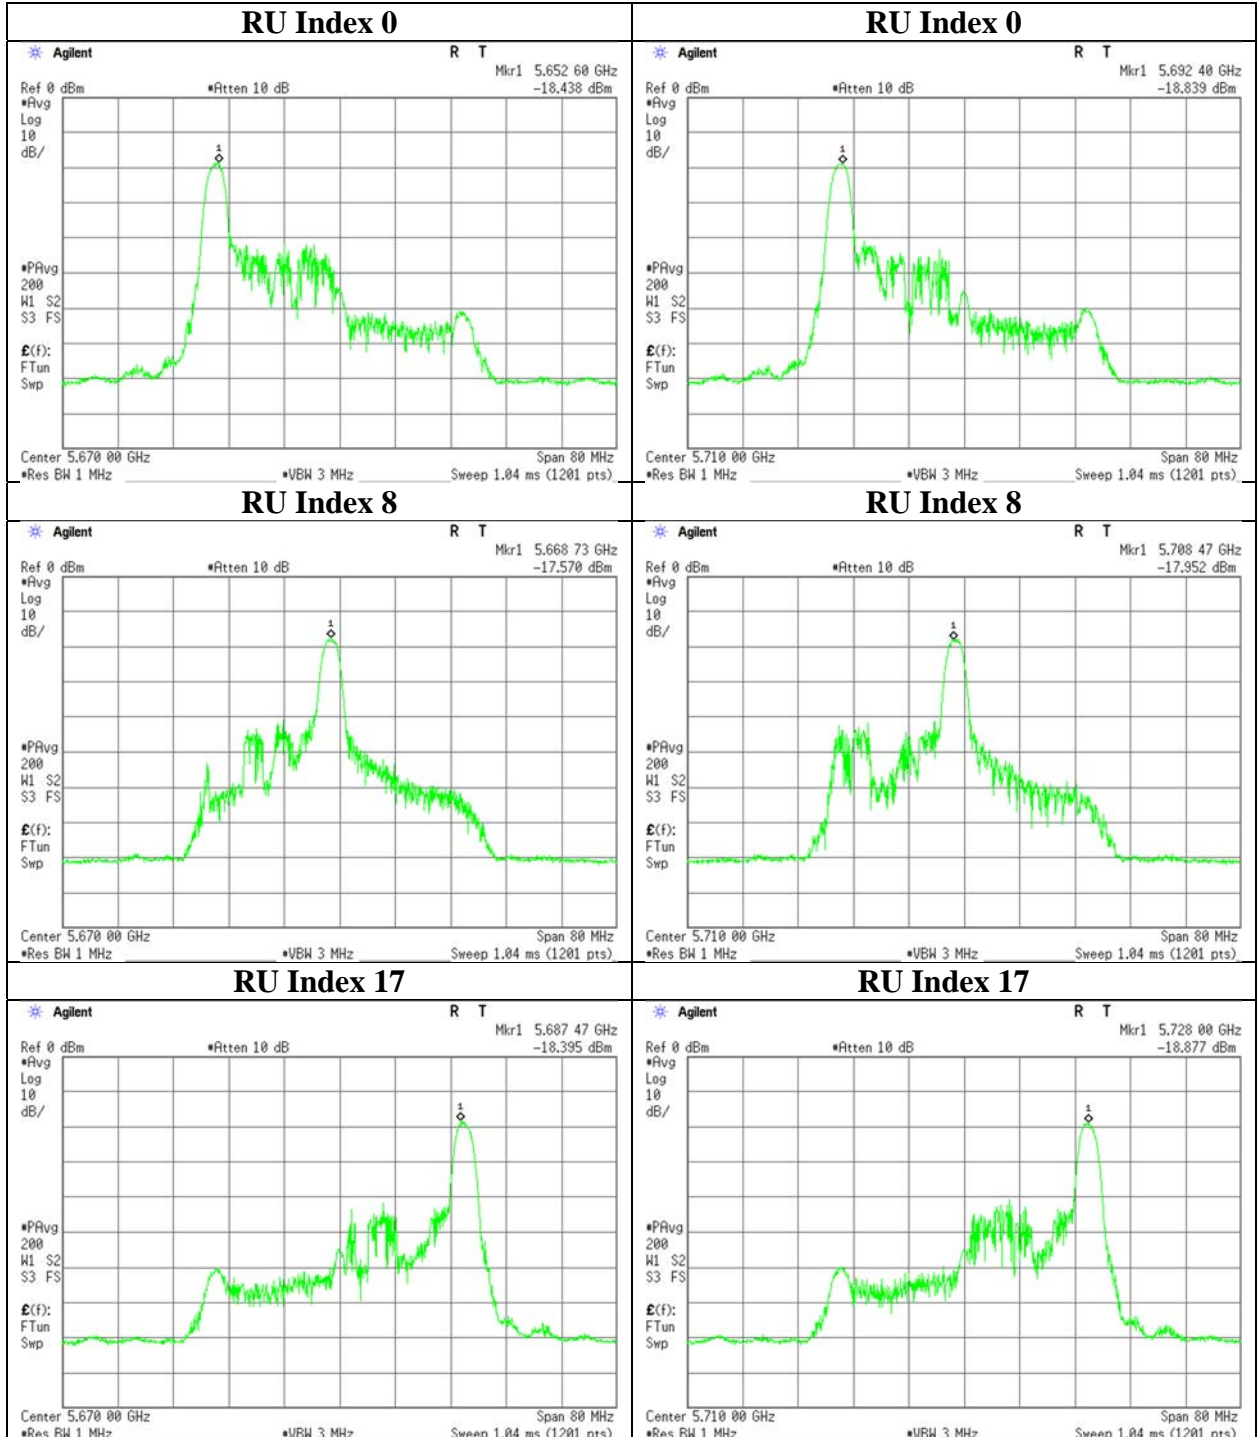 RU Index 0
Agilent R T
Mkr1 5.652 60 GHz
Ref 0 dBm #Atten 10 dB -18.438 dBm
#Avg
Log
10
dB/
1
#PAvg
200
W1 S2
S3 FS
£(f):
FTun
Swp
Center 5.670 00 GHz Span 80 MHz
#Res BW 1 MHz #VBW 3 MHz Sweep 1.04 ms (1201 pts)
RU Index 0
Agilent R T
Mkr1 5.692 40 GHz
Ref 0 dBm #Atten 10 dB -18.839 dBm
#Avg
Log
10
dB/
1
#PAvg
200
W1 S2
S3 FS
£(f):
FTun
Swp
Center 5.710 00 GHz Span 80 MHz
#Res BW 1 MHz #VBW 3 MHz Sweep 1.04 ms (1201 pts)
RU Index 8
Agilent R T
Mkr1 5.668 73 GHz
Ref 0 dBm #Atten 10 dB -17.570 dBm
#Avg
Log
10
dB/
1
#PAvg
200
W1 S2
S3 FS
£(f):
FTun
Swp
Center 5.670 00 GHz Span 80 MHz
#Res BW 1 MHz #VBW 3 MHz Sweep 1.04 ms (1201 pts)
RU Index 8
Agilent R T
Mkr1 5.708 47 GHz
Ref 0 dBm #Atten 10 dB -17.952 dBm
#Avg
Log
10
dB/
1
#PAvg
200
W1 S2
S3 FS
£(f):
FTun
Swp
Center 5.710 00 GHz Span 80 MHz
#Res BW 1 MHz #VBW 3 MHz Sweep 1.04 ms (1201 pts)
RU Index 17
Agilent R T
Mkr1 5.687 47 GHz
Ref 0 dBm #Atten 10 dB -18.395 dBm
#Avg
Log
10
dB/
1
#PAvg
200
W1 S2
S3 FS
£(f):
FTun
Swp
Center 5.670 00 GHz Span 80 MHz
#Res BW 1 MHz #VBW 3 MHz Sweep 1.04 ms (1201 pts)
RU Index 17
Agilent R T
Mkr1 5.728 00 GHz
Ref 0 dBm #Atten 10 dB -18.877 dBm
#Avg
Log
10
dB/
1
#PAvg
200
W1 S2
S3 FS
£(f):
FTun
Swp
Center 5.710 00 GHz Span 80 MHz
#Res BW 1 MHz #VBW 3 MHz Sweep 1.04 ms (1201 pts)